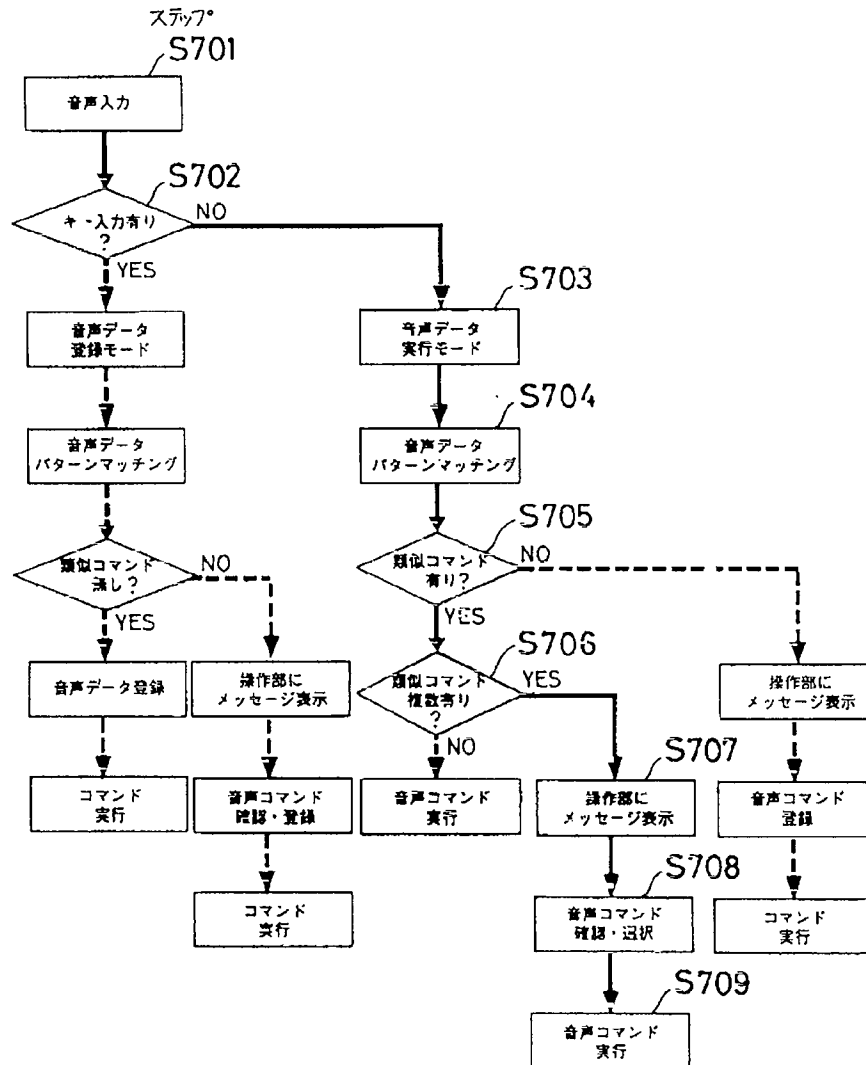 ステップ
S701
音声入力
S702
キー入力有り
?
NO
YES
S703
音声データ
登録モード
音声データ
実行モード
S704
音声データ
パターンマッチング
音声データ
パターンマッチング
S705
類似コマンド
無し?
NO
YES
類似コマンド
有り?
NO
YES
S706
音声データ登録
操作部に
メッセージ表示
類似コマンド
複数有り
?
YES
NO
操作部に
メッセージ表示
S707
コマンド
実行
音声コマンド
確認・登録
音声コマンド
実行
操作部に
メッセージ表示
音声コマンド
登録
S708
コマンド
実行
音声コマンド
確認・選択
コマンド
実行
S709
音声コマンド
実行